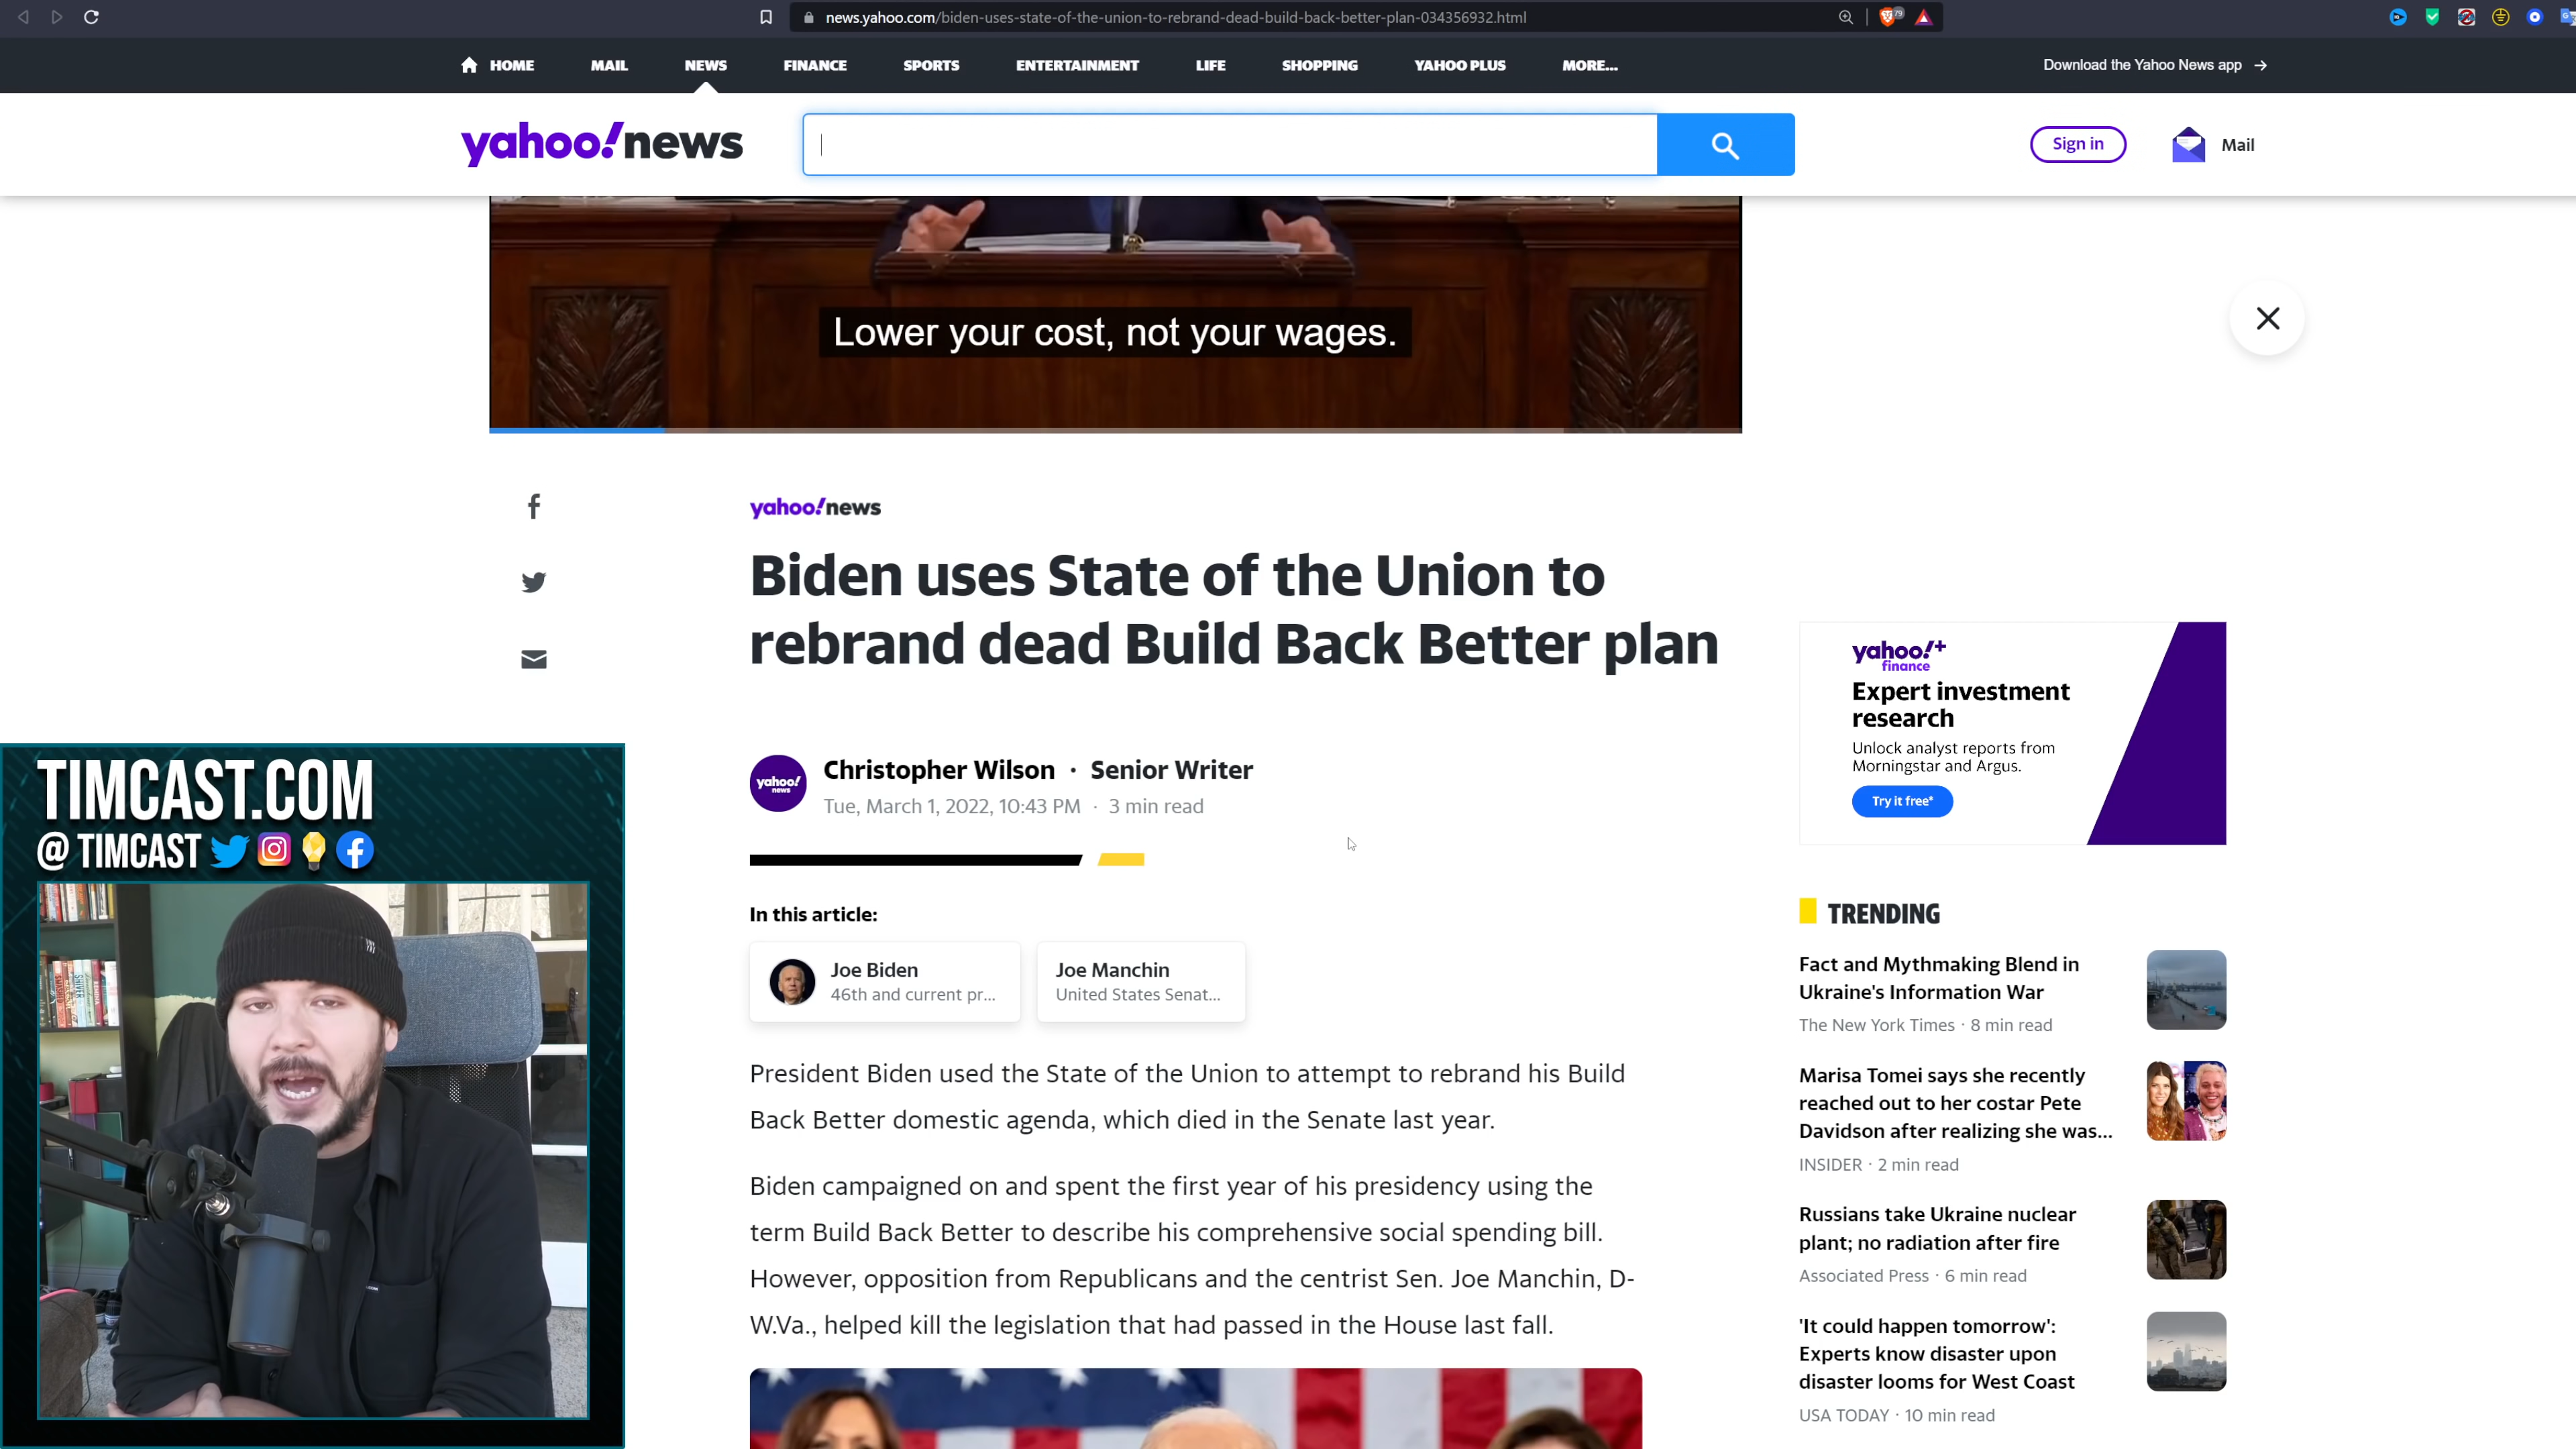 news.yahoo.com/biden-uses-state-of-the-union-to-rebrand-dead-build-back-better-plan-034356932.html
79
HOME MAIL NEWS FINANCE SPORTS ENTERTAINMENT LIFE SHOPPING YAHOO PLUS MORE...
Download the Yahoo News app
yahoo!news
Sign in
Mail
Lower your cost, not your wages.
yahoo!news
Biden uses State of the Union to
rebrand dead Build Back Better plan
yahoo!
news
Christopher Wilson · Senior Writer
Tue, March 1, 2022, 10:43 PM · 3 min read
In this article:
Joe Biden
46th and current pr...
Joe Manchin
United States Senat...
President Biden used the State of the Union to attempt to rebrand his Build
Back Better domestic agenda, which died in the Senate last year.
Biden campaigned on and spent the first year of his presidency using the
term Build Back Better to describe his comprehensive social spending bill.
However, opposition from Republicans and the centrist Sen. Joe Manchin, D-
W.Va., helped kill the legislation that had passed in the House last fall.
yahoo!+
finance
Expert investment
research
Unlock analyst reports from
Morningstar and Argus.
Try it free*
TRENDING
Fact and Mythmaking Blend in
Ukraine's Information War
The New York Times · 8 min read
Marisa Tomei says she recently
reached out to her costar Pete
Davidson after realizing she was...
INSIDER · 2 min read
Russians take Ukraine nuclear
plant; no radiation after fire
Associated Press · 6 min read
'It could happen tomorrow':
Experts know disaster upon
disaster looms for West Coast
USA TODAY · 10 min read
TIMCAST.COM
@ TIMCAST